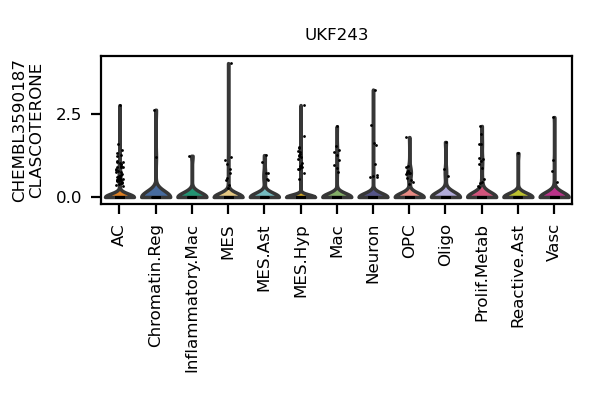 UKF243
CHEMBL3590187
CLASCOTERONE
2.5
0.0
AC
Chromatin.Reg
Inflammatory.Mac
MES
MES.Ast
MES.Hyp
Mac
Neuron
OPC
Oligo
Prolif.Metab
Reactive.Ast
Vasc